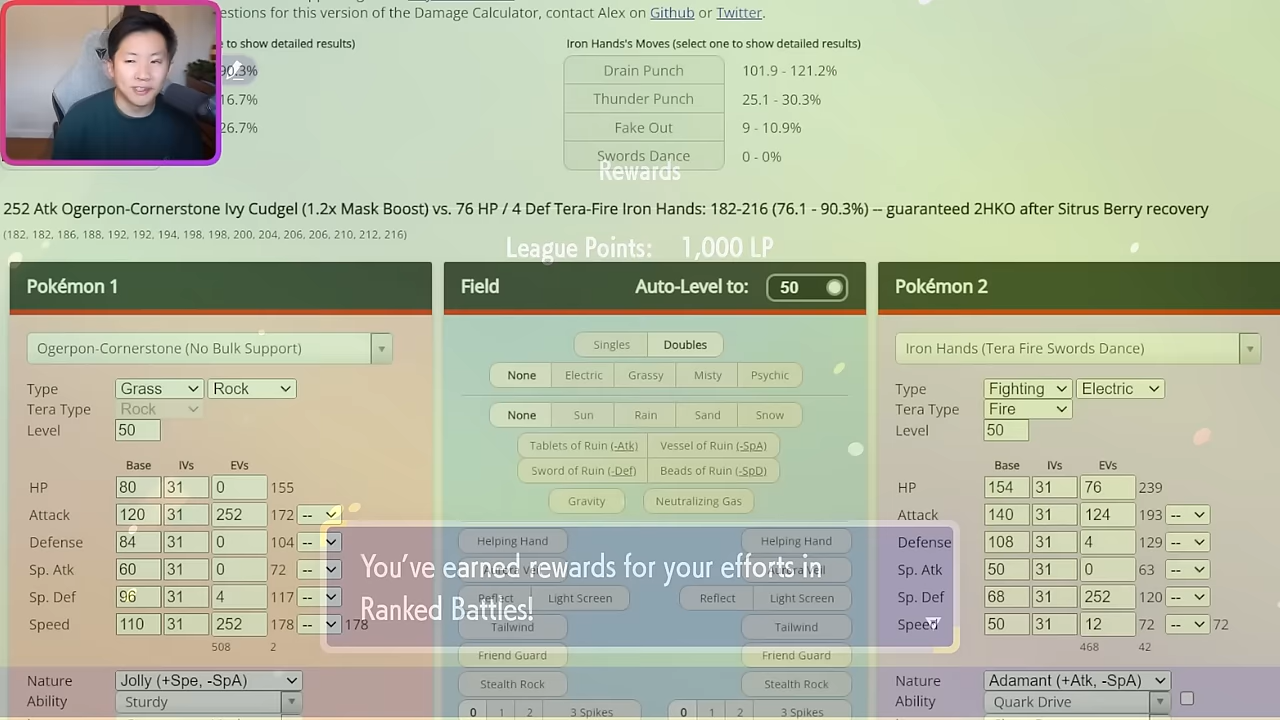 estions for this version of the Damage Calculator, contact Alex on Github or Twitter.
e to show detailed results)
Iron Hands's Moves (select one to show detailed results)
90.3%
16.7%
26.7%
Drain Punch 101.9 - 121.2%
Thunder Punch 25.1 - 30.3%
Fake Out 9 - 10.9%
Swords Dance 0 - 0%
Rewards
252 Atk Ogerpon-Cornerstone Ivy Cudgel (1.2x Mask Boost) vs. 76 HP / 4 Def Tera-Fire Iron Hands: 182-216 (76.1 - 90.3%) -- guaranteed 2HKO after Sitrus Berry recovery
(182, 182, 186, 188, 192, 192, 194, 198, 198, 200, 204, 206, 206, 210, 212, 216)
League Points: 1,000 LP
Pokémon 1
Ogerpon-Cornerstone (No Bulk Support)
Type Grass Rock
Tera Type Rock
Level 50
Base IVs EVs
HP 80 31 0 155
Attack 120 31 252 172 --
Defense 84 31 0 104 --
Sp. Atk 60 31 0 72 --
Sp. Def 96 31 4 117 --
Speed 110 31 252 178 -- 178
508 2
Nature Jolly (+Spe, -SpA)
Ability Sturdy
Field Auto-Level to: 50
Singles Doubles
None Electric Grassy Misty Psychic
None Sun Rain Sand Snow
Tablets of Ruin (-Atk) Vessel of Ruin (-SpA)
Sword of Ruin (-Def) Beads of Ruin (-SpD)
Gravity Neutralizing Gas
Helping Hand Helping Hand
Aurora Veil Aurora Veil
Reflect Light Screen Reflect Light Screen
Tailwind Tailwind
Friend Guard Friend Guard
Stealth Rock Stealth Rock
0 1 2 3 Spikes 0 1 2 3 Spikes
You've earned rewards for your efforts in
Ranked Battles!
Pokémon 2
Iron Hands (Tera Fire Swords Dance)
Type Fighting Electric
Tera Type Fire
Level 50
Base IVs EVs
HP 154 31 76 239
Attack 140 31 124 193 --
Defense 108 31 4 129 --
Sp. Atk 50 31 0 63 --
Sp. Def 68 31 252 120 --
Speed 50 31 12 72 -- 72
468 42
Nature Adamant (+Atk, -SpA)
Ability Quark Drive